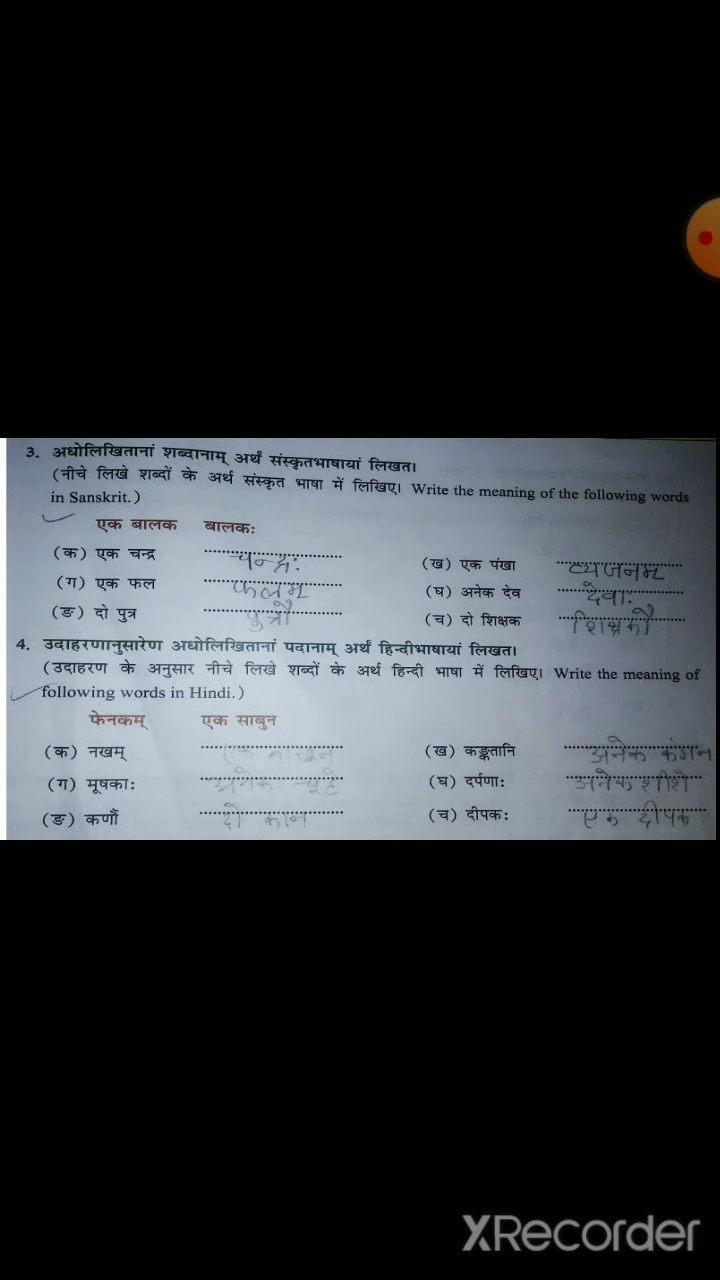 3. अधोलिखितानां शब्दानाम् अर्थं संस्कृतभाषायां लिखत।
(नीचे लिखे शब्दों के अर्थ संस्कृत भाषा में लिखिए। Write the meaning of the following words
in Sanskrit.)
एक बालक बालकः
(क) एक चन्द्र चन्द्रः (ख) एक पंखा व्यजनम
(ग) एक फल फलम (घ) अनेक देव देवाः
(ङ) दो पुत्र पुत्रौ (च) दो शिक्षक शिक्षकौ
4. उदाहरणानुसारेण अधोलिखितानां पदानाम् अर्थं हिन्दीभाषायां लिखत।
(उदाहरण के अनुसार नीचे लिखे शब्दों के अर्थ हिन्दी भाषा में लिखिए। Write the meaning of
following words in Hindi.)
फेनकम् एक साबुन
(क) नखम् एक नाखून (ख) कङ्कतानि अनेक कंगन
(ग) मूषकाः अनेक चूहे (घ) दर्पणाः अनेक शीशे
(ङ) कर्णौ दो कान (च) दीपकः एक दीपक
XRecorder